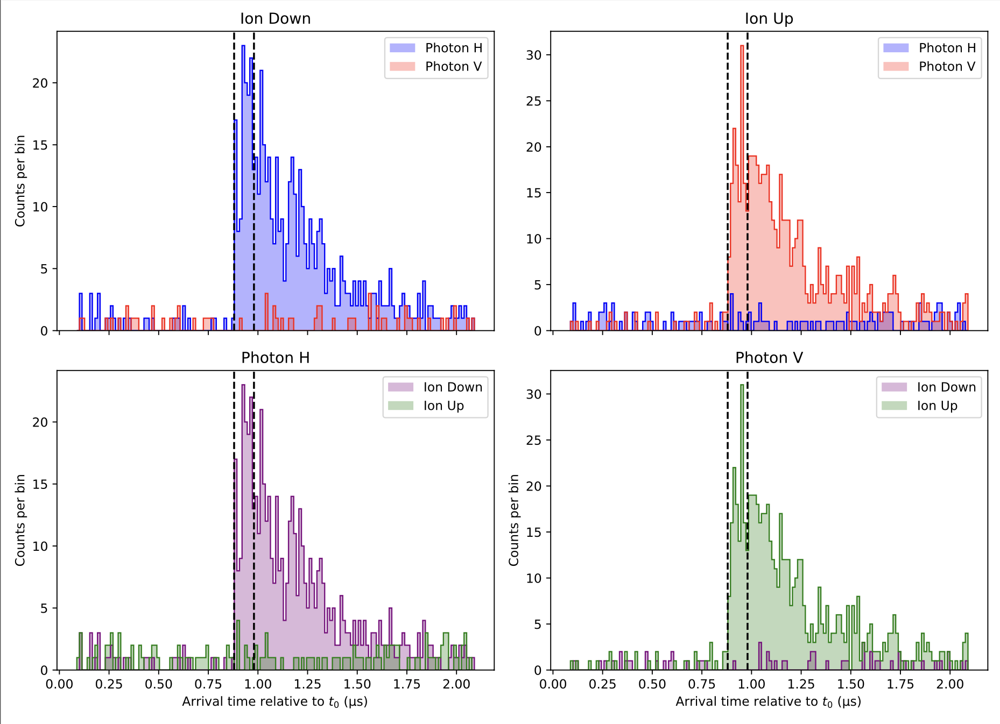 Ion Down
Photon H
Photon V
20
15
10
5
0
Counts per bin
Ion Up
Photon H
Photon V
30
25
20
15
10
5
0
Photon H
Ion Down
Ion Up
20
15
10
5
0
Counts per bin
0.00 0.25 0.50 0.75 1.00 1.25 1.50 1.75 2.00
Arrival time relative to t₀ (μs)
Photon V
Ion Down
Ion Up
30
25
20
15
10
5
0
Counts per bin
0.00 0.25 0.50 0.75 1.00 1.25 1.50 1.75 2.00
Arrival time relative to t₀ (μs)